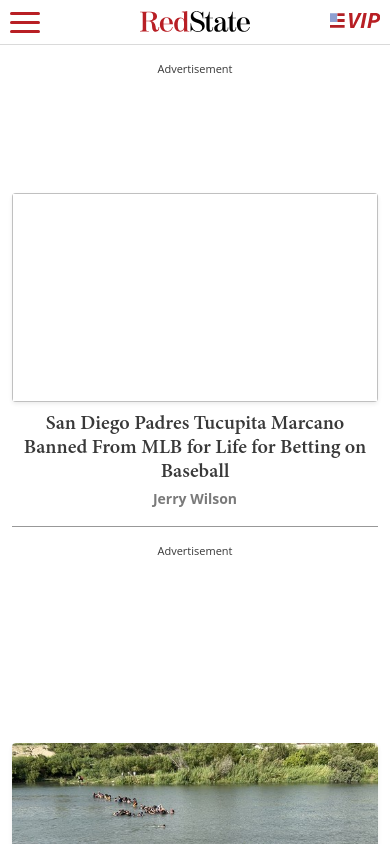 RedState
VIP
Advertisement
San Diego Padres Tucupita Marcano
Banned From MLB for Life for Betting on
Baseball
Jerry Wilson
Advertisement